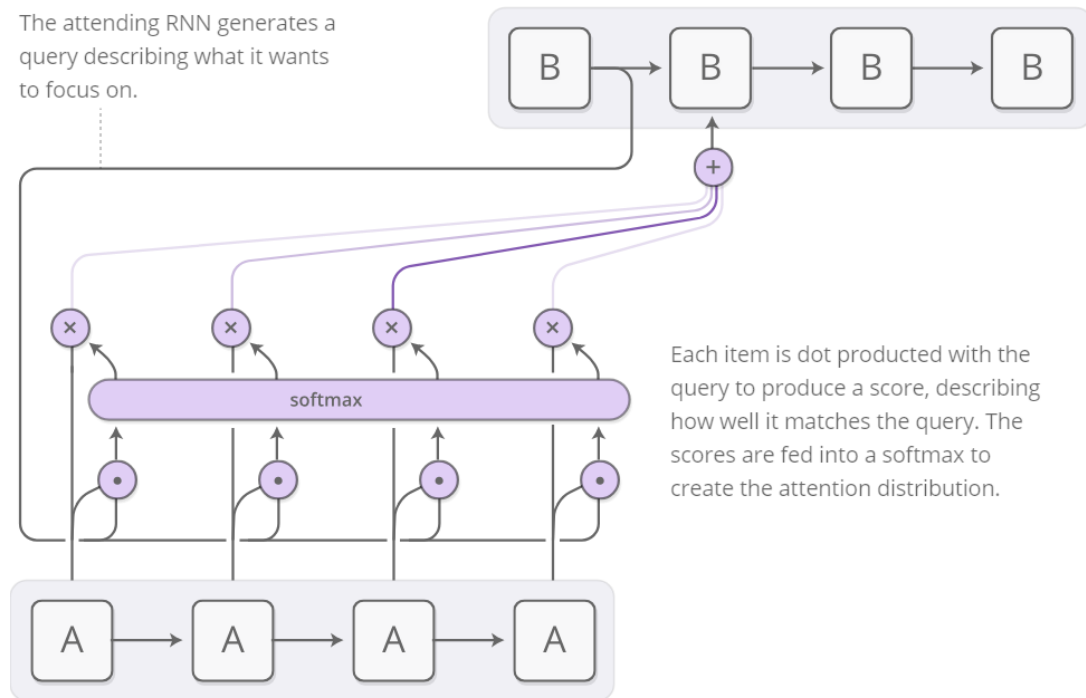 The attending RNN generates a
query describing what it wants
to focus on.
B B B B
+
× × × ×
Each item is dot producted with the
query to produce a score, describing
how well it matches the query. The
scores are fed into a softmax to
create the attention distribution.
softmax
• • • •
A A A A